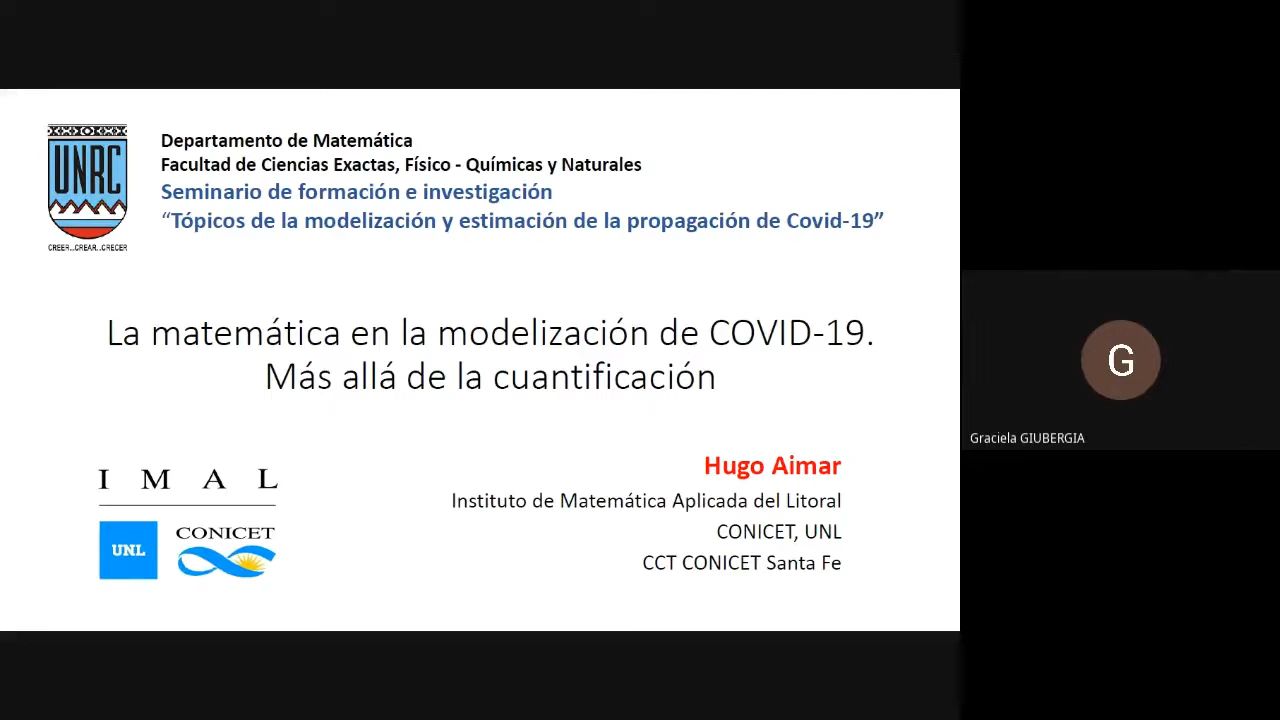 UNRC
CREER...CREAR...CRECER
Departamento de Matemática
Facultad de Ciencias Exactas, Físico - Químicas y Naturales
Seminario de formación e investigación
“Tópicos de la modelización y estimación de la propagación de Covid-19”
La matemática en la modelización de COVID-19.
Más allá de la cuantificación
I M A L
UNL
CONICET
Hugo Aimar
Instituto de Matemática Aplicada del Litoral
CONICET, UNL
CCT CONICET Santa Fe
G
Graciela GIUBERGIA